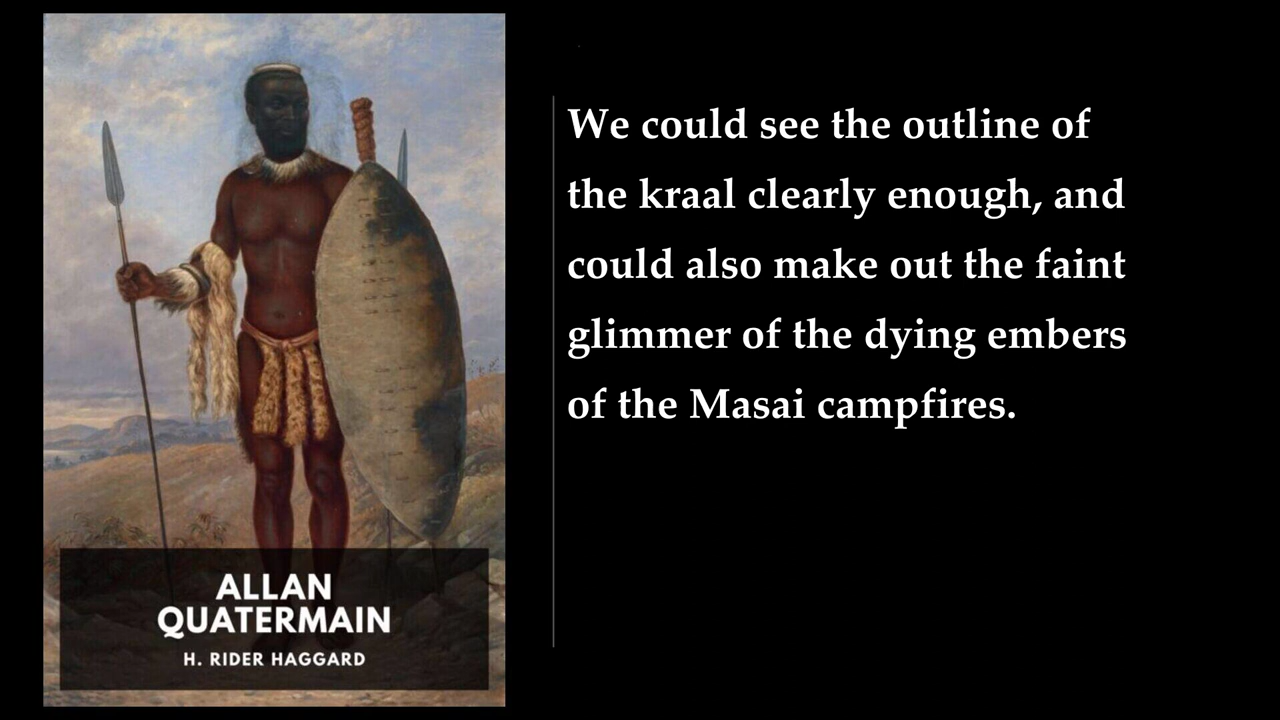 ALLAN
QUATERMAIN
H. RIDER HAGGARD
We could see the outline of
the kraal clearly enough, and
could also make out the faint
glimmer of the dying embers
of the Masai campfires.